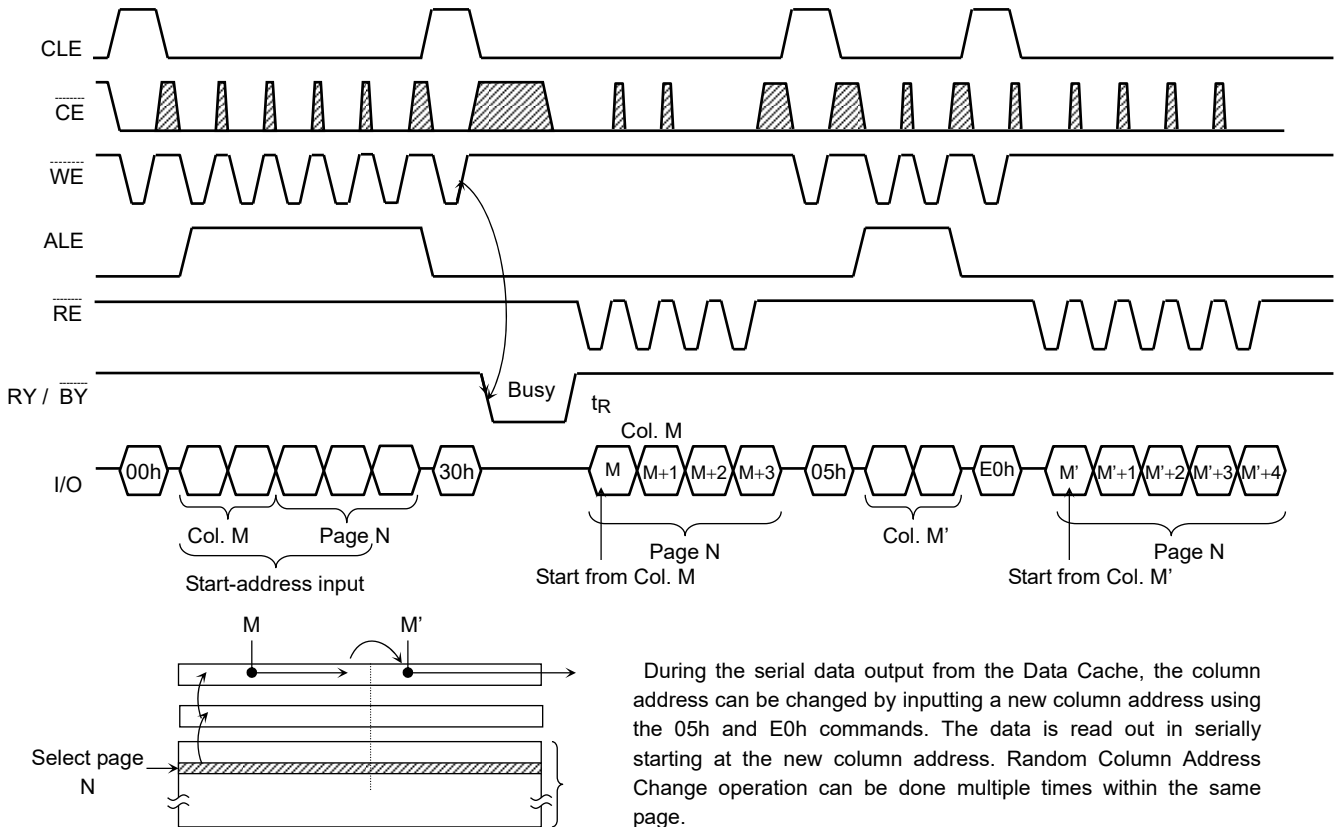 CLE
CE
WE
ALE
RE
RY / BY
Busy
tR
Col. M
I/O
00h
30h
M
M+1
M+2
M+3
05h
E0h
M'
M'+1
M'+2
M'+3
M'+4
Col. M
Page N
Start-address input
Page N
Start from Col. M
Col. M’
Page N
Start from Col. M’
M
M’
Select page
N
During the serial data output from the Data Cache, the column
address can be changed by inputting a new column address using
the 05h and E0h commands. The data is read out in serially
starting at the new column address. Random Column Address
Change operation can be done multiple times within the same
page.